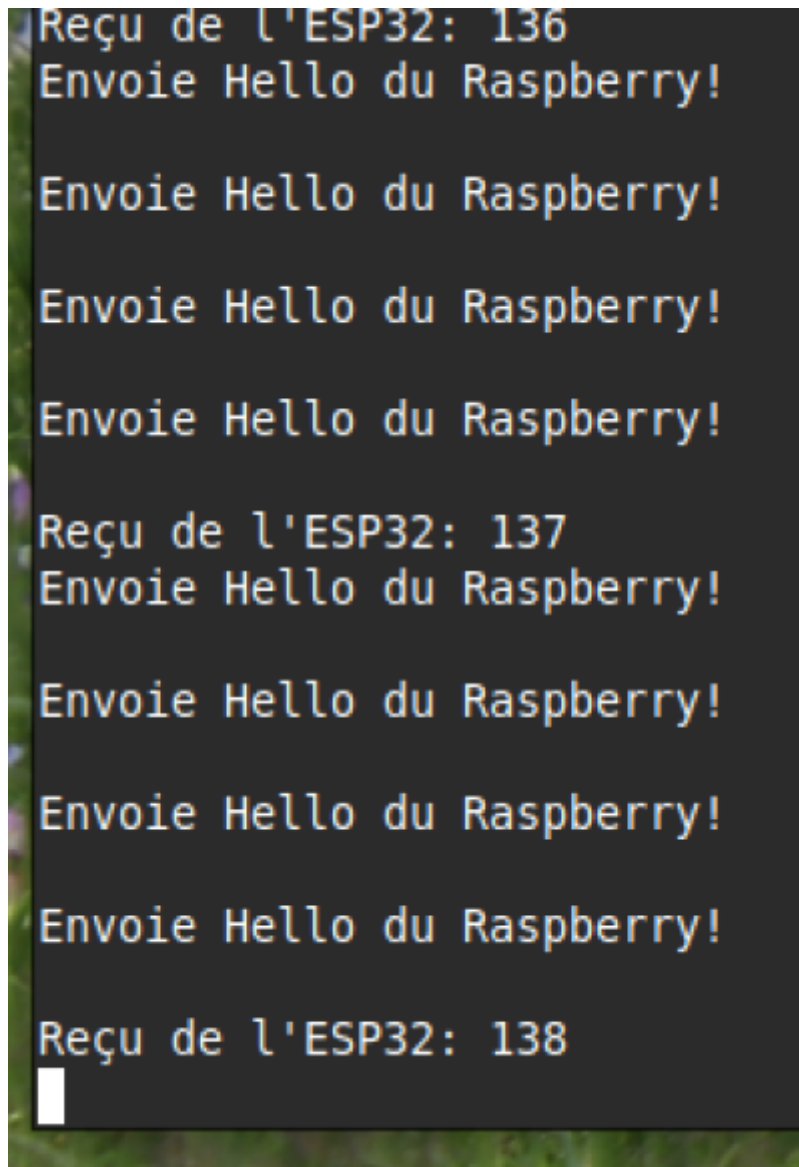 Reçu de l'ESP32: 136
Envoie Hello du Raspberry!
Envoie Hello du Raspberry!
Envoie Hello du Raspberry!
Envoie Hello du Raspberry!
Reçu de l'ESP32: 137
Envoie Hello du Raspberry!
Envoie Hello du Raspberry!
Envoie Hello du Raspberry!
Envoie Hello du Raspberry!
Reçu de l'ESP32: 138